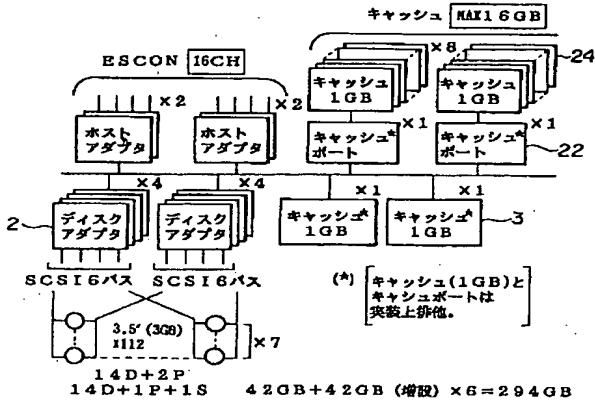 キャッシュ MAX16GB
ESCON 16CH
×8
24
キャッシュ
1GB
キャッシュ
1GB
×2
×2
×1
×1
ホスト
アダプタ
ホスト
アダプタ
キャッシュ*
ポート
キャッシュ*
ポート
22
×4
×4
×1
×1
2
ディスク
アダプタ
ディスク
アダプタ
キャッシュ*
1GB
キャッシュ*
1GB
3
SCSI6パス
SCSI6パス
(*) キャッシュ(1GB)と
キャシュポートは
実装上排他。
3.5'(3GB)
×112
×7
14D+2P
14D+1P+1S
42GB+42GB(増設)×6=294GB